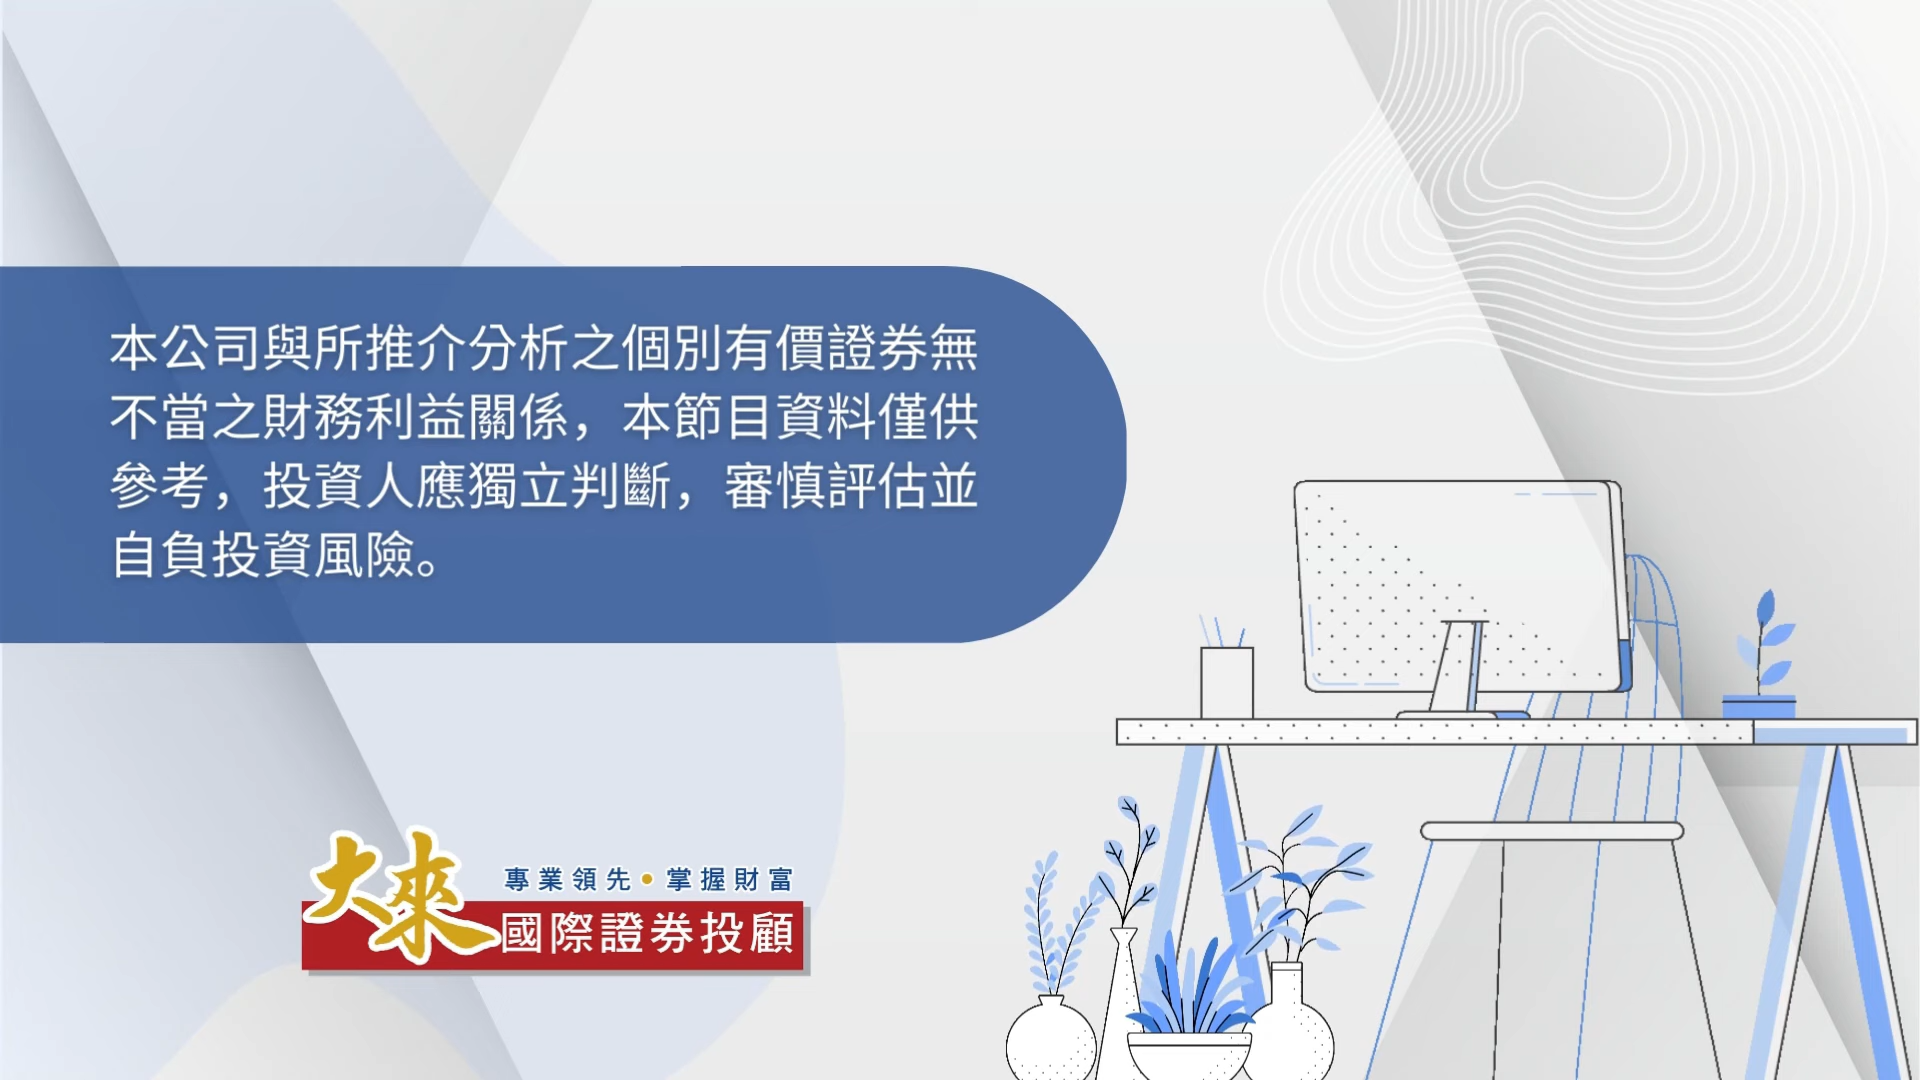 本公司與所推介分析之個別有價證券無
不當之財務利益關係，本節目資料僅供
參考，投資人應獨立判斷，審慎評估並
自負投資風險。
專業領先•掌握財富
大來國際證券投顧